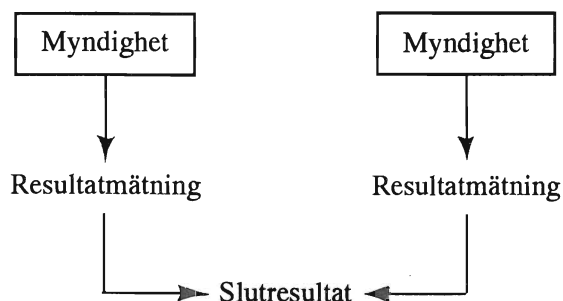 Myndighet
Myndighet
Resultatmätning
Resultatmätning
Slutresultat